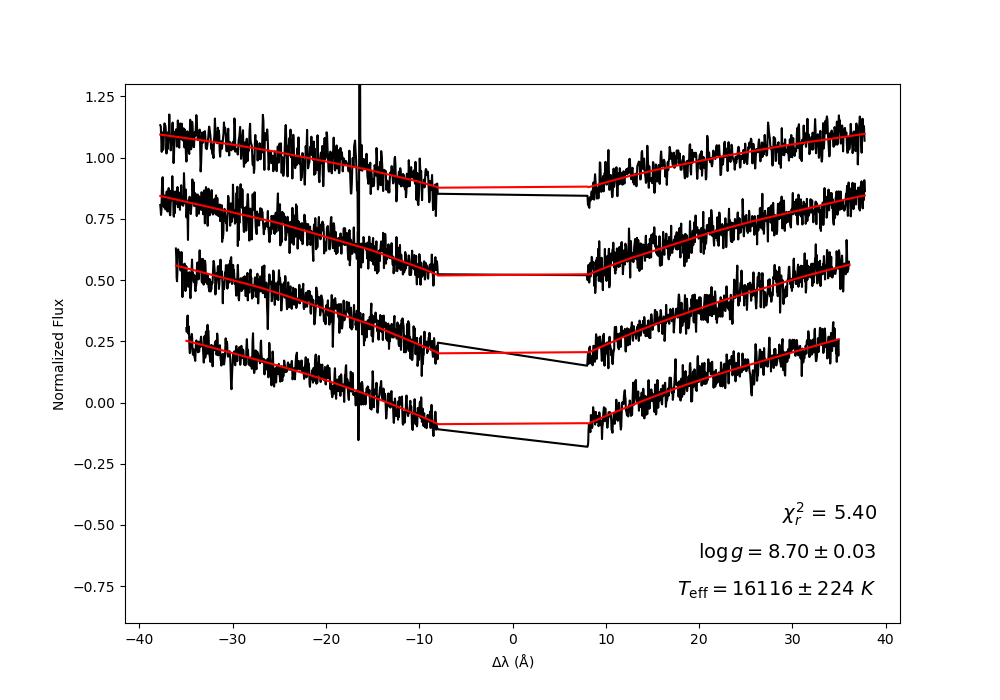 Normalized Flux
1.25
1.00
0.75
0.50
0.25
0.00
−0.25
−0.50
−0.75
χ²ᵣ = 5.40
log g = 8.70 ± 0.03
T_eff = 16116 ± 224 K
−40 −30 −20 −10 0 10 20 30 40
Δλ (Å)